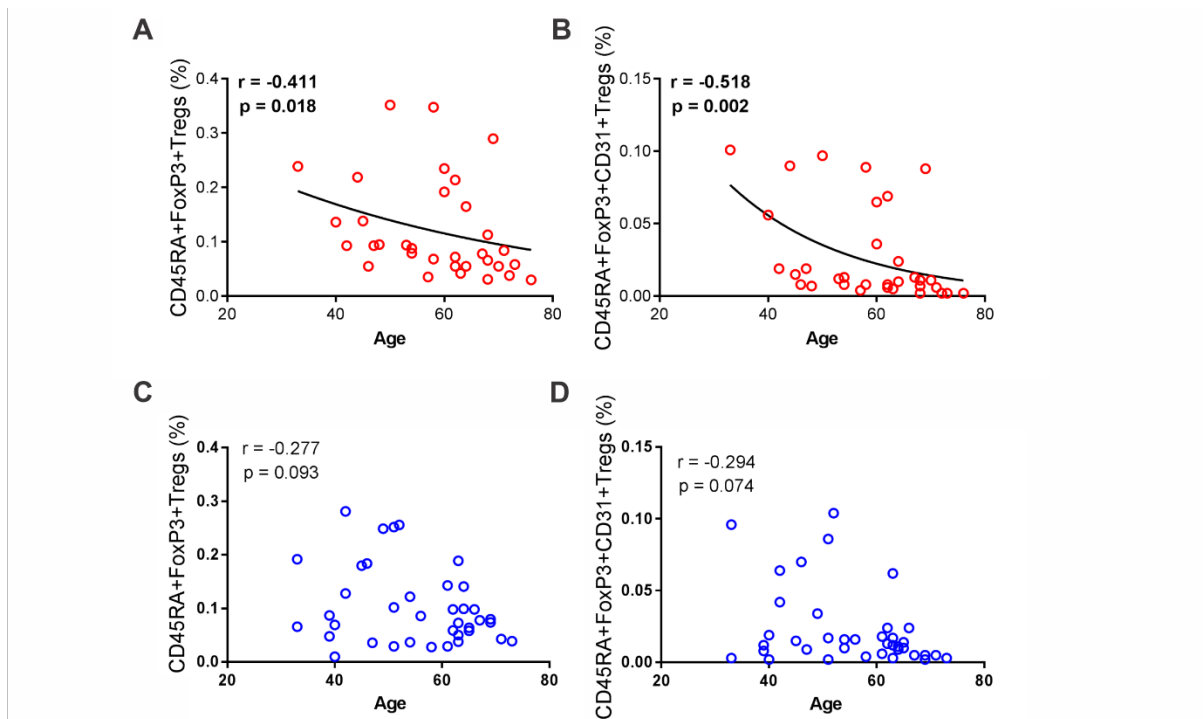 A
CD45RA+FoxP3+Tregs (%)
r = -0.411
p = 0.018
0.4
0.3
0.2
0.1
0.0
20 40 60 80
Age
B
CD45RA+FoxP3+CD31+Tregs (%)
r = -0.518
p = 0.002
0.15
0.10
0.05
0.00
20 40 60 80
Age
C
CD45RA+FoxP3+Tregs (%)
r = -0.277
p = 0.093
0.4
0.3
0.2
0.1
0.0
20 40 60 80
Age
D
CD45RA+FoxP3+CD31+Tregs (%)
r = -0.294
p = 0.074
0.15
0.10
0.05
0.00
20 40 60 80
Age